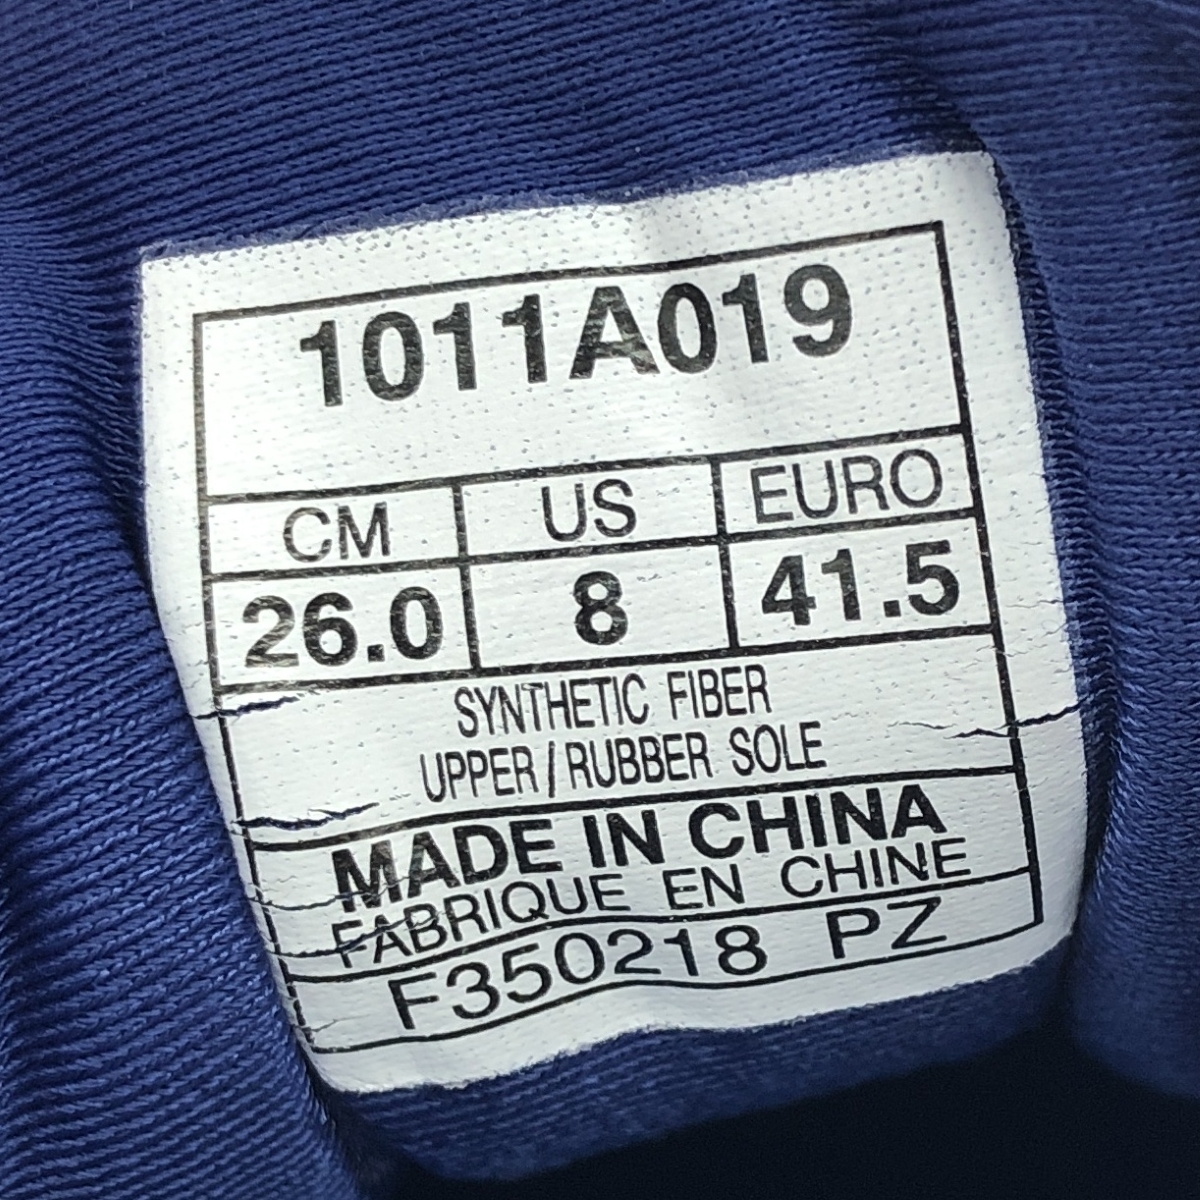 1011A019
CM US EURO
26.0 8 41.5
SYNTHETIC FIBER
UPPER/RUBBER SOLE
MADE IN CHINA
FABRIQUE EN CHINE
F350218 PZ